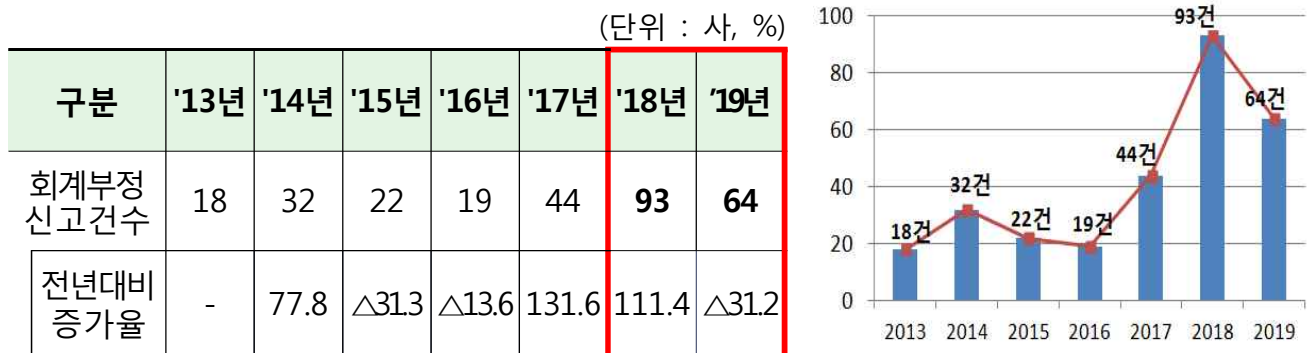 (단위 : 사, %)
구분 '13년 '14년 '15년 '16년 '17년 '18년 '19년
회계부정
신고건수 18 32 22 19 44 93 64
전년대비
증가율 - 77.8 △31.3 △13.6 131.6 111.4 △31.2
100
80
60
40
20
0
18건
32건
22건
19건
44건
93건
64건
2013 2014 2015 2016 2017 2018 2019